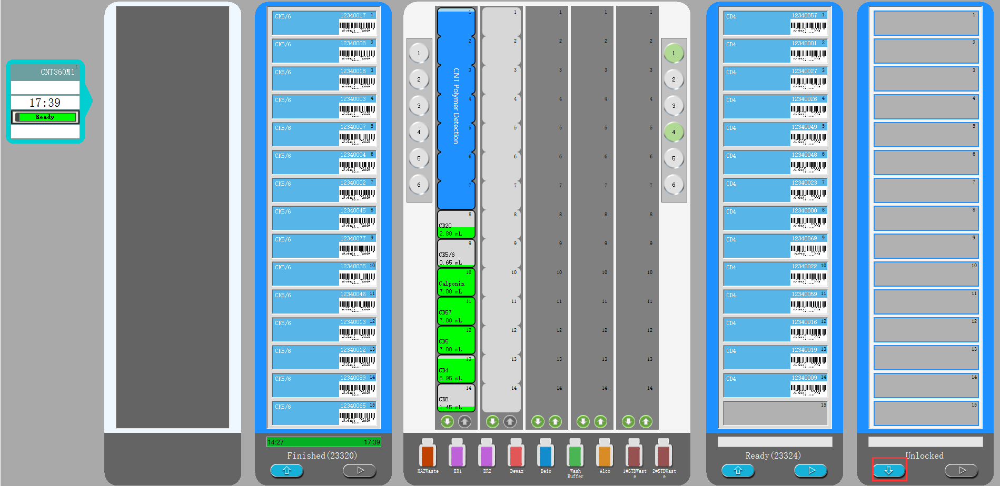 CNT360M1 1
17:39
Ready
CK5/6 12340017 1
CK5/6 12340008 2
CK5/6 12340018 3
CK5/6 12340003 4
CK5/6 12340007 5
CK5/6 12340004 6
CK5/6 12340002 7
CK5/6 12340045 8
CK5/6 12340077 9
CK5/6 12340035 10
CK5/6 12340046 11
CK5/6 12340013 12
CK5/6 12340012 13
CK5/6 12340089 14
CK5/6 12340065 15
14:27 17:39
Finished(23320)
1
2
3
4
5
6
CNT Polymer Detection
1
2
3
4
5
6
7
8
CD20
2.80 mL
9
CK5/6
0.65 mL
10
Calponin
7.00 mL
11
CD57
7.00 mL
12
CD5
7.00 mL
13
CD4
5.95 mL
14
CK8
1.45 mL
1
2
3
4
5
6
7
8
9
10
11
12
13
14
1
2
3
4
5
6
7
8
9
10
11
12
13
14
1
2
3
4
5
6
7
8
9
10
11
12
13
14
1
2
3
4
5
6
7
8
9
10
11
12
13
14
1
2
3
4
5
6
HAZWaste
ER1
ER2
Dewax
Deio
Wash
Buffer
Alco
1#STDWast
e
2#STDWast
e
CD4 12340057 1
CD4 12340001 2
CD4 12340027 3
CD4 12340026 4
CD4 12340049 5
CD4 12340048 6
CD4 12340023 7
CD4 12340000 8
CD4 12340869 9
CD4 12340022 10
CD4 12340059 11
CD4 12340016 12
CD4 12340019 13
CD4 12340009 14
15
Ready(23324)
1
2
3
4
5
6
7
8
9
10
11
12
13
14
15
Unlocked